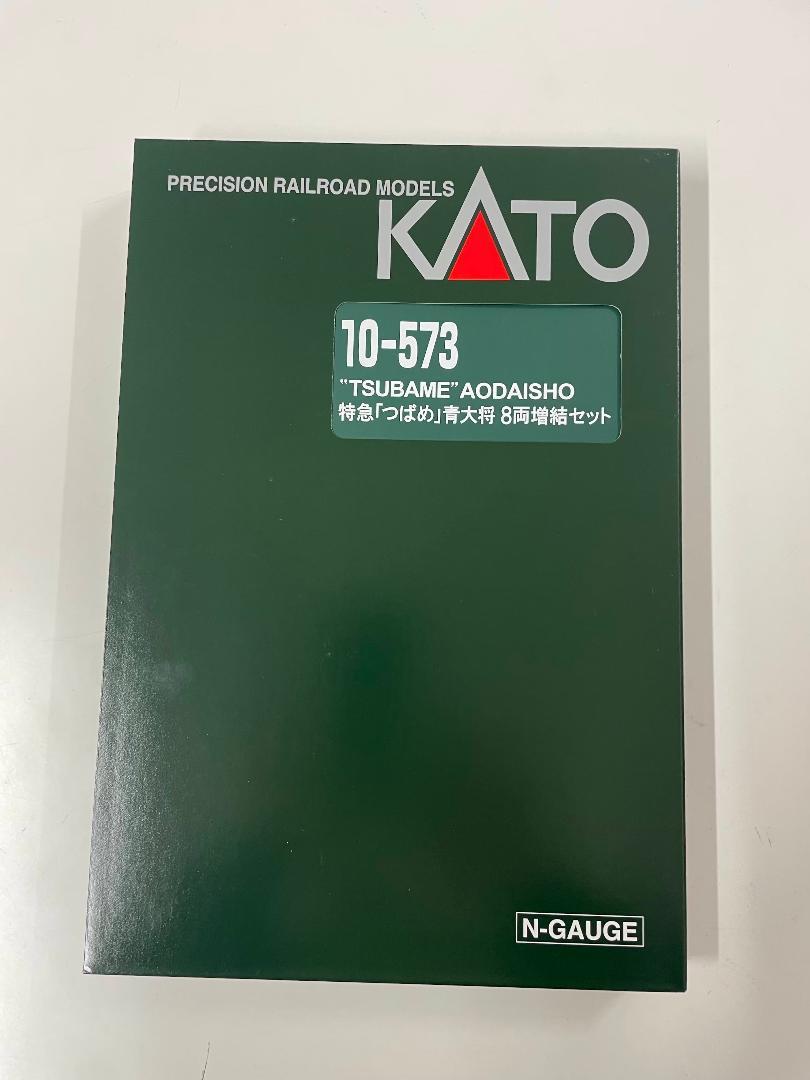 PRECISION RAILROAD MODELS
KATO
10-573
“TSUBAME”AODAISHO
特急「つばめ」青大将 8両増結セット
N-GAUGE